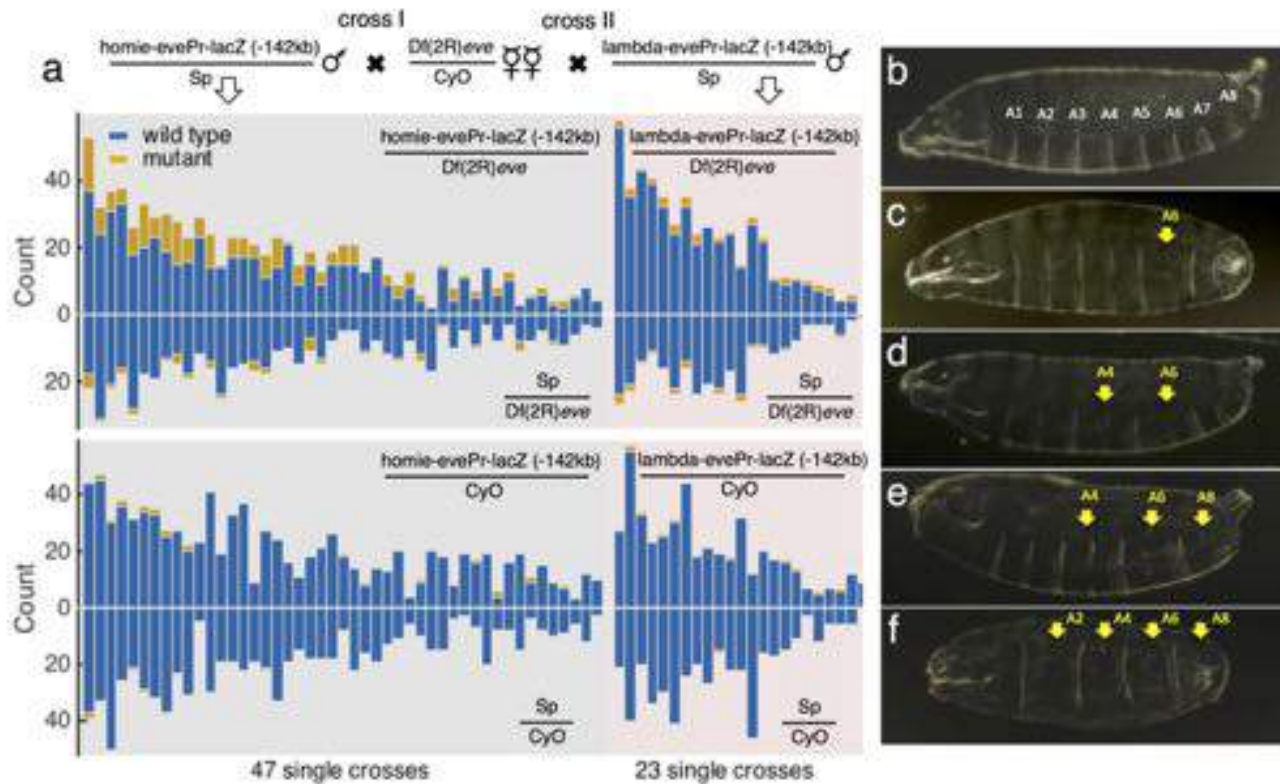 cross I
cross II
homie-evePr-lacZ (-142kb)
Sp
Df(2R)eve
CyO
lambda-evePr-lacZ (-142kb)
Sp
a
wild type
mutant
homie-evePr-lacZ (-142kb)
Df(2R)eve
lambda-evePr-lacZ (-142kb)
Df(2R)eve
Count
40
20
0
20
Sp
Df(2R)eve
Sp
Df(2R)eve
homie-evePr-lacZ (-142kb)
CyO
lambda-evePr-lacZ (-142kb)
CyO
Count
40
20
0
20
40
Sp
CyO
Sp
CyO
47 single crosses
23 single crosses
b
A1 A2 A3 A4 A5 A6 A7 A8
c
A6
d
A4 A6
e
A4 A6 A8
f
A2 A4 A6 A8